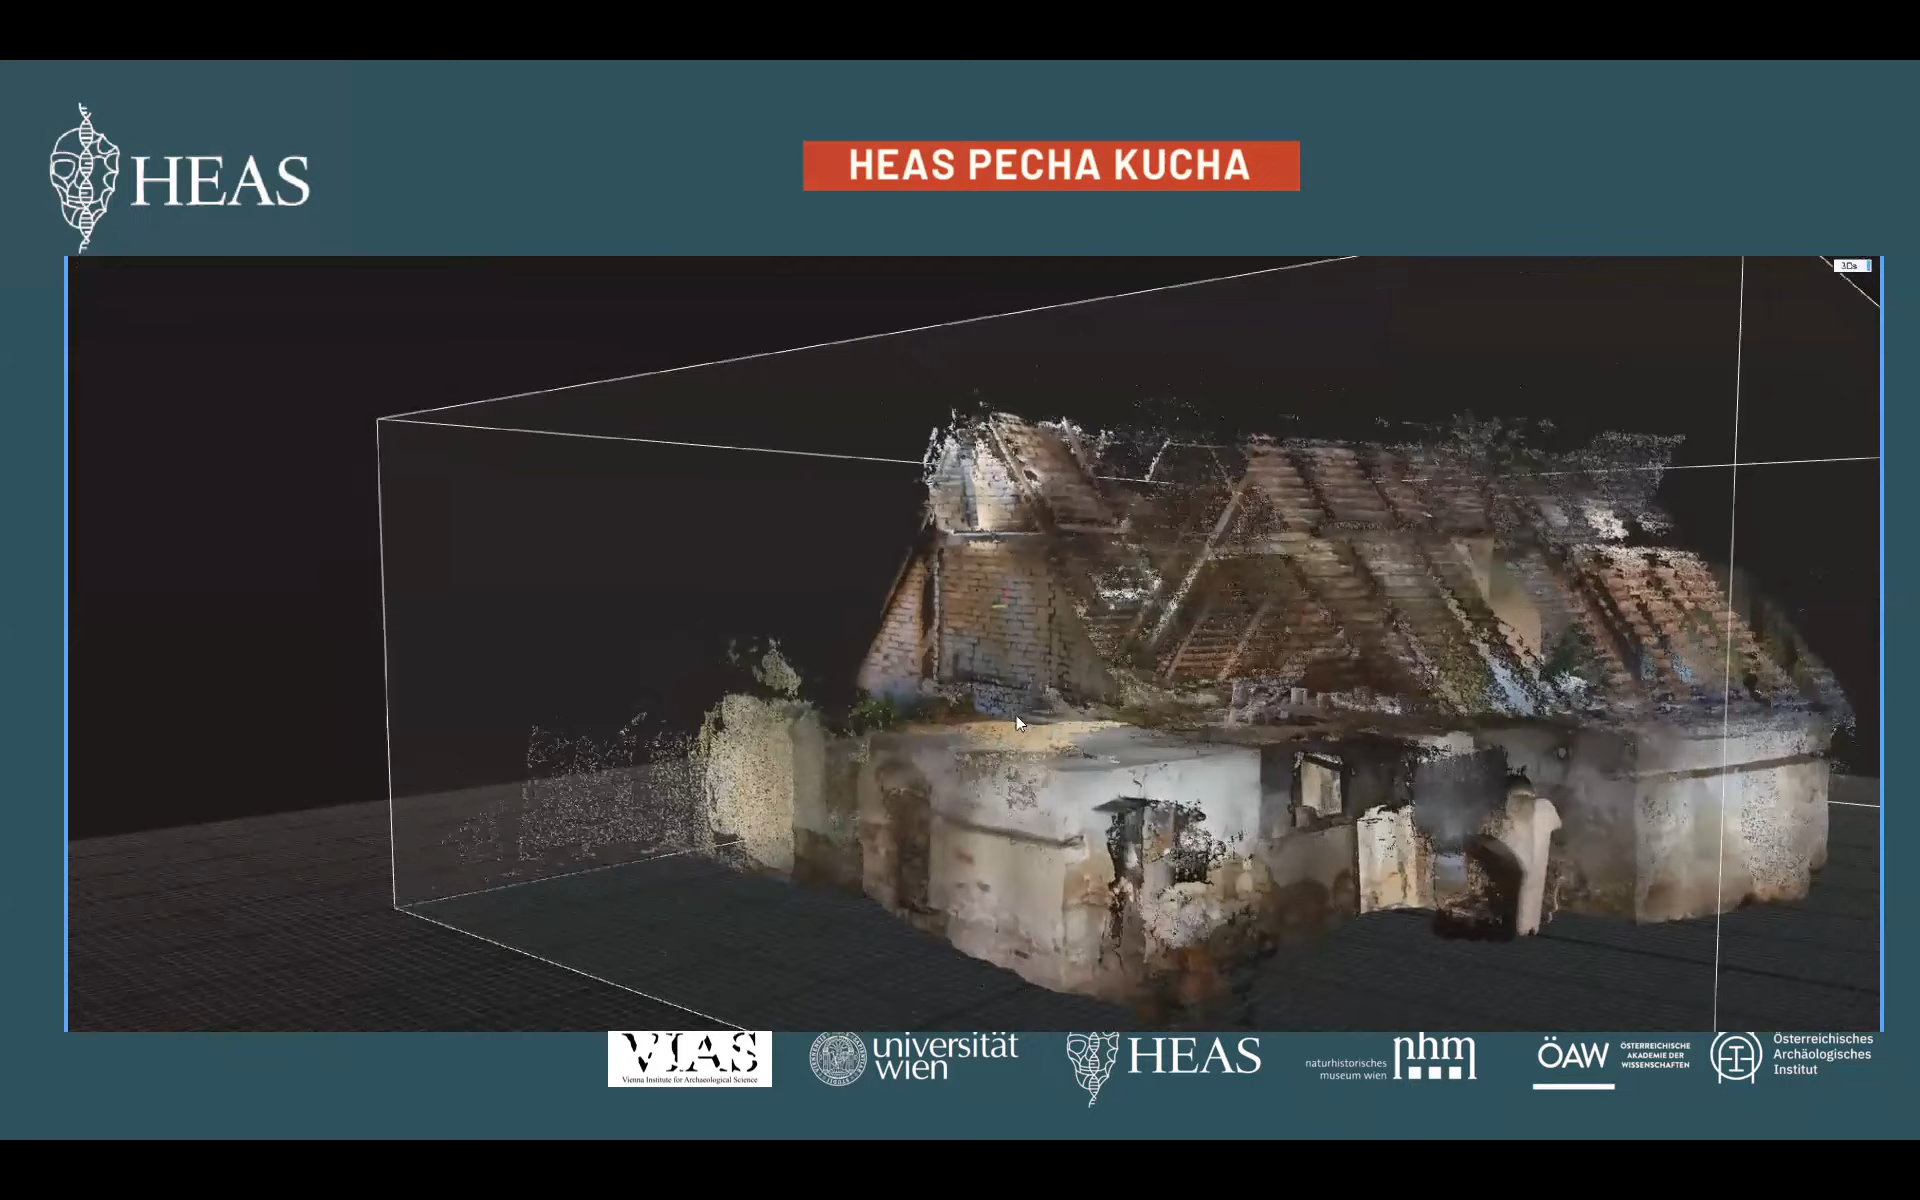 HEAS
HEAS PECHA KUCHA
3Ds
VIAS
Vienna Institute for Archaeological Science
universität
wien
HEAS
naturhistorisches
museum wien
nhm
ÖAW
ÖSTERREICHISCHE
AKADEMIE DER
WISSENSCHAFTEN
Österreichisches
Archäologisches
Institut